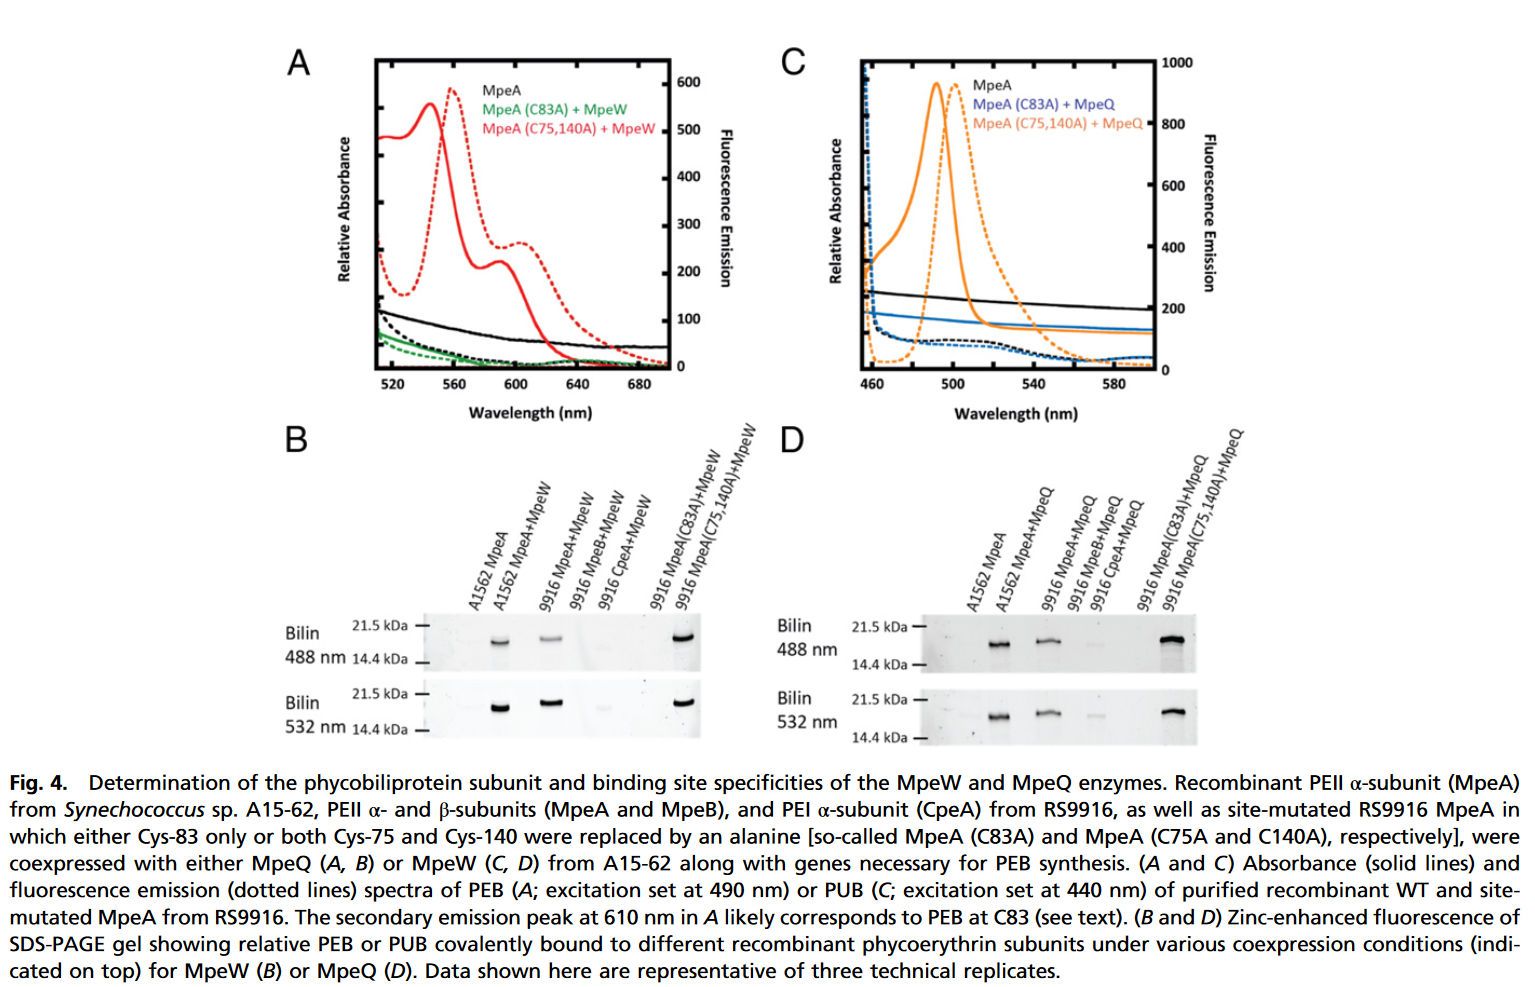 A
MpeA
MpeA (C83A) + MpeW
MpeA (C75,140A) + MpeW
Relative Absorbance
Fluorescence Emission
600
500
400
300
200
100
0
520 560 600 640 680
Wavelength (nm)
C
MpeA
MpeA (C83A) + MpeQ
MpeA (C75,140A) + MpeQ
Relative Absorbance
Fluorescence Emission
1000
800
600
400
200
0
460 500 540 580
Wavelength (nm)
B
A1562 MpeA
A1562 MpeA+MpeW
9916 MpeA+MpeW
9916 MpeB+MpeW
9916 CpeA+MpeW
9916 MpeA(C83A)+MpeW
9916 MpeA(C75,140A)+MpeW
Bilin
488 nm
21.5 kDa
14.4 kDa
Bilin
532 nm
21.5 kDa
14.4 kDa
D
A1562 MpeA
A1562 MpeA+MpeQ
9916 MpeA+MpeQ
9916 MpeB+MpeQ
9916 CpeA+MpeQ
9916 MpeA(C83A)+MpeQ
9916 MpeA(C75,140A)+MpeQ
Bilin
488 nm
21.5 kDa
14.4 kDa
Bilin
532 nm
21.5 kDa
14.4 kDa
Fig. 4. Determination of the phycobiliprotein subunit and binding site specificities of the MpeW and MpeQ enzymes. Recombinant PEII α-subunit (MpeA)
from Synechococcus sp. A15-62, PEII α- and β-subunits (MpeA and MpeB), and PEI α-subunit (CpeA) from RS9916, as well as site-mutated RS9916 MpeA in
which either Cys-83 only or both Cys-75 and Cys-140 were replaced by an alanine [so-called MpeA (C83A) and MpeA (C75A and C140A), respectively], were
coexpressed with either MpeQ (A, B) or MpeW (C, D) from A15-62 along with genes necessary for PEB synthesis. (A and C) Absorbance (solid lines) and
fluorescence emission (dotted lines) spectra of PEB (A; excitation set at 490 nm) or PUB (C; excitation set at 440 nm) of purified recombinant WT and site-
mutated MpeA from RS9916. The secondary emission peak at 610 nm in A likely corresponds to PEB at C83 (see text). (B and D) Zinc-enhanced fluorescence of
SDS-PAGE gel showing relative PEB or PUB covalently bound to different recombinant phycoerythrin subunits under various coexpression conditions (indi-
cated on top) for MpeW (B) or MpeQ (D). Data shown here are representative of three technical replicates.